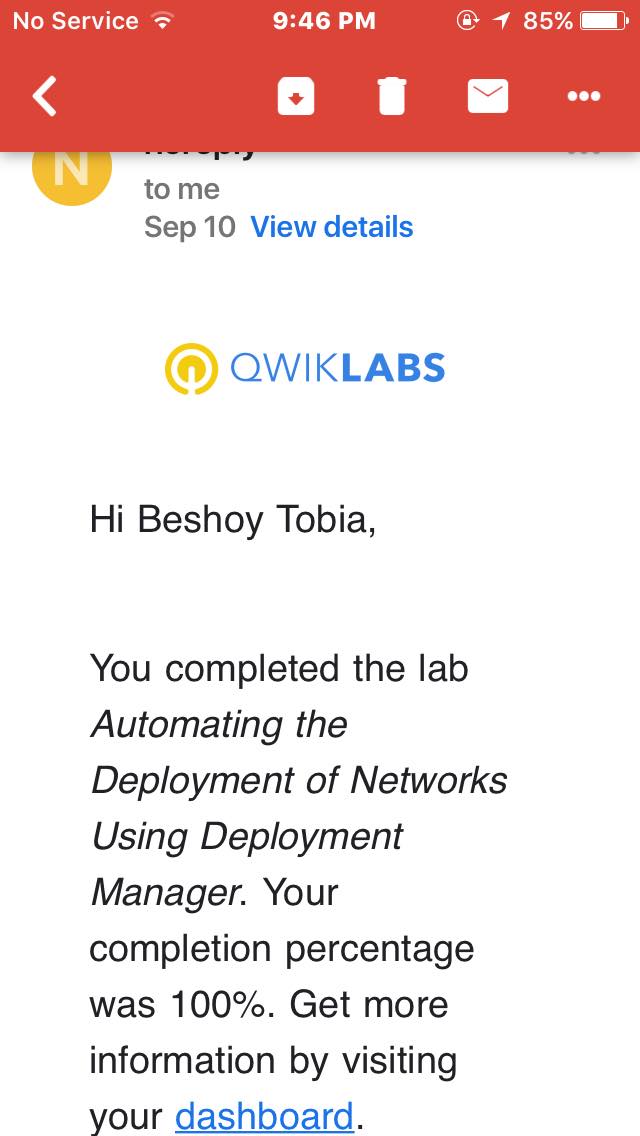 No Service 9:46 PM 85%
N noreply
to me
Sep 10 View details
QWIKLABS
Hi Beshoy Tobia,
You completed the lab
Automating the
Deployment of Networks
Using Deployment
Manager. Your
completion percentage
was 100%. Get more
information by visiting
your dashboard.